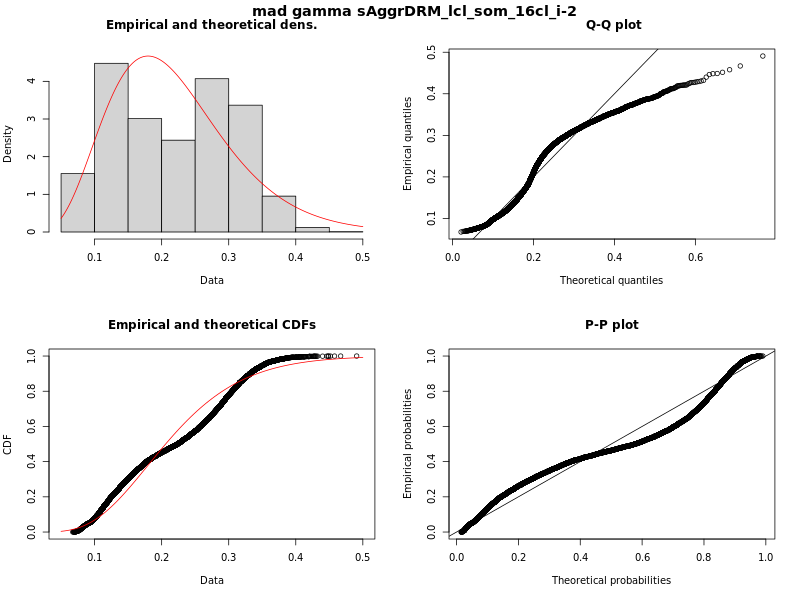 mad gamma sAggrDRM_lcl_som_16cl_i-2
Empirical and theoretical dens.
Density
0 1 2 3 4
0.1 0.2 0.3 0.4 0.5
Data
Q-Q plot
Empirical quantiles
0.1 0.2 0.3 0.4 0.5
0.0 0.2 0.4 0.6
Theoretical quantiles
Empirical and theoretical CDFs
CDF
0.0 0.2 0.4 0.6 0.8 1.0
0.1 0.2 0.3 0.4 0.5
Data
P-P plot
Empirical probabilities
0.0 0.2 0.4 0.6 0.8 1.0
0.0 0.2 0.4 0.6 0.8 1.0
Theoretical probabilities